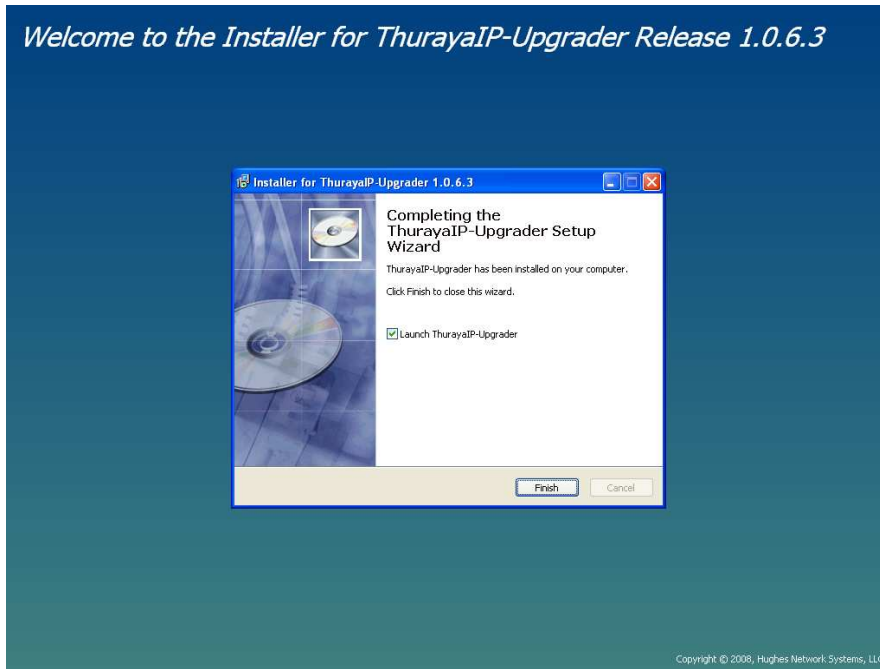 Welcome to the Installer for ThurayaIP-Upgrader Release 1.0.6.3
Installer for ThurayaIP-Upgrader 1.0.6.3
Completing the
ThurayaIP-Upgrader Setup
Wizard
ThurayaIP-Upgrader has been installed on your computer.
Click Finish to close this wizard.
Launch ThurayaIP-Upgrader
Finish
Cancel
Copyright © 2008, Hughes Network Systems, LLC